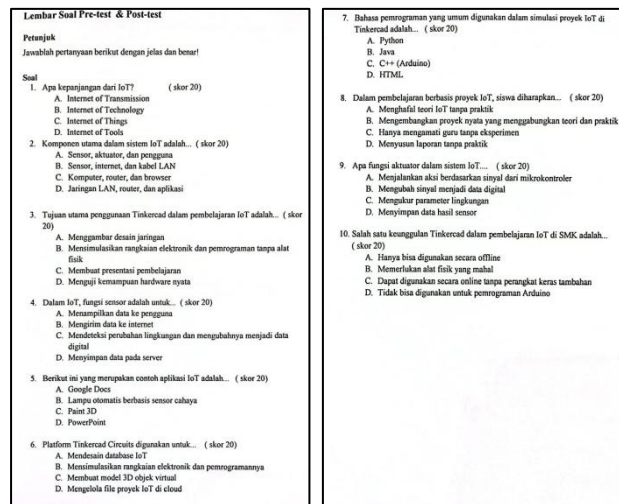 Lembar Soal Pre-test & Post-test
Petunjuk
Jawablah pertanyaan berikut dengan jelas dan benar!
Soal
1. Apa kepanjangan dari IoT? ( skor 20)
A. Internet of Transmission
B. Internet of Technology
C. Internet of Things
D. Internet of Tools
2. Komponen utama dalam sistem IoT adalah... ( skor 20)
A. Sensor, aktuator, dan pengguna
B. Sensor, internet, dan kabel LAN
C. Komputer, router, dan browser
D. Jaringan LAN, router, dan aplikasi
3. Tujuan utama penggunaan Tinkercad dalam pembelajaran IoT adalah... ( skor
20)
A. Menggambar desain jaringan
B. Mensimulasikan rangkaian elektronik dan pemrograman tanpa alat
fisik
C. Membuat presentasi pembelajaran
D. Menguji kemampuan hardware nyata
4. Dalam IoT, fungsi sensor adalah untuk... ( skor 20)
A. Menampilkan data ke pengguna
B. Mengirim data ke internet
C. Mendeteksi perubahan lingkungan dan mengubahnya menjadi data
digital
D. Menyimpan data pada server
5. Berikut ini yang merupakan contoh aplikasi IoT adalah... ( skor 20)
A. Google Docs
B. Lampu otomatis berbasis sensor cahaya
C. Paint 3D
D. PowerPoint
6. Platform Tinkercad Circuits digunakan untuk... ( skor 20)
A. Mendesain database IoT
B. Mensimulasikan rangkaian elektronik dan pemrogramannya
C. Membuat model 3D objek virtual
D. Mengelola file proyek IoT di cloud
7. Bahasa pemrograman yang umum digunakan dalam simulasi proyek IoT di
Tinkercad adalah... ( skor 20)
A. Python
B. Java
C. C++ (Arduino)
D. HTML
8. Dalam pembelajaran berbasis proyek IoT, siswa diharapkan... ( skor 20)
A. Menghafal teori IoT tanpa praktik
B. Mengembangkan proyek nyata yang menggabungkan teori dan praktik
C. Hanya mengamati guru tanpa eksperimen
D. Menyusun laporan tanpa praktik
9. Apa fungsi aktuator dalam sistem IoT.... ( skor 20)
A. Menjalankan aksi berdasarkan sinyal dari mikrokontroler
B. Mengubah sinyal menjadi data digital
C. Mengukur parameter lingkungan
D. Menyimpan data hasil sensor
10. Salah satu keunggulan Tinkercad dalam pembelajaran IoT di SMK adalah...
( skor 20)
A. Hanya bisa digunakan secara offline
B. Memerlukan alat fisik yang mahal
C. Dapat digunakan secara online tanpa perangkat keras tambahan
D. Tidak bisa digunakan untuk pemrograman Arduino